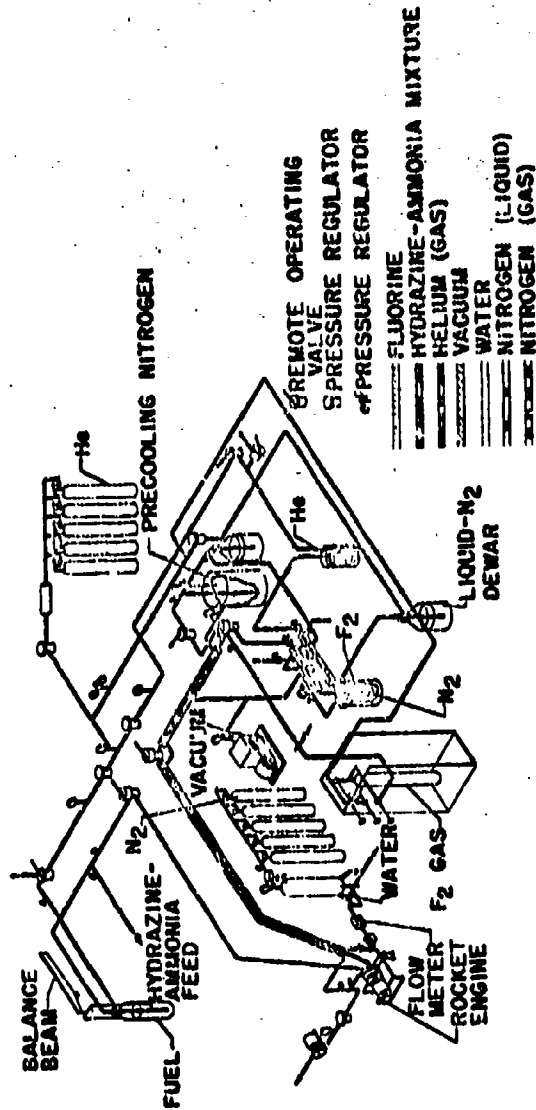 BALANCE
BEAM
FUEL
HYDRAZINE-
AMMONIA
FEED
He
PRECOOLING NITROGEN
N2
VACUUM
He
F2
N2
LIQUID-N2
DEWAR
WATER
F2 GAS
FLOW
METER
ROCKET
ENGINE
REMOTE OPERATING
VALVE
PRESSURE REGULATOR
PRESSURE REGULATOR
FLUORINE
HYDRAZINE-AMMONIA MIXTURE
HELIUM (GAS)
VACUUM
WATER
NITROGEN (LIQUID)
NITROGEN (GAS)